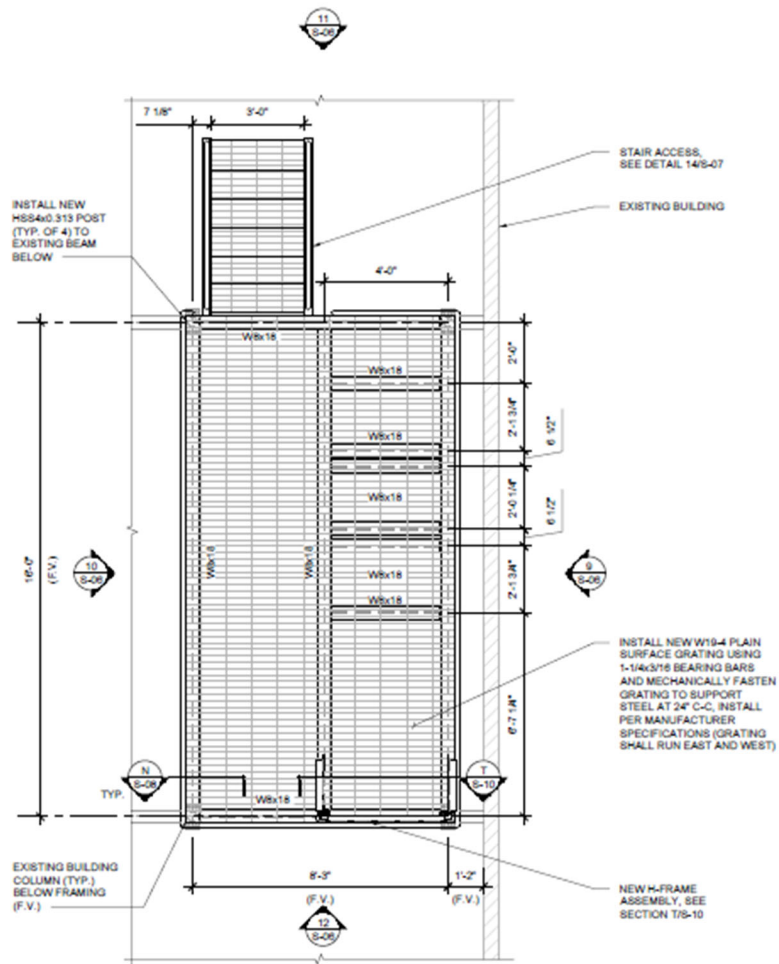 11
S-06
7 1/8"
3'-0"
STAIR ACCESS,
SEE DETAIL 14/S-07
INSTALL NEW
HSS4x0.313 POST
(TYP. OF 4) TO
EXISTING BEAM
BELOW
EXISTING BUILDING
4'-0"
W8x18
2'-0"
W8x18
2'-1 3/4"
6 1/2"
W8x18
W8x18
2'-0 1/4"
6 1/2"
16'-0"
(F.V.)
10
S-06
W8x18
W8x18
W8x18
W8x18
2'-1 3/4"
9
S-06
INSTALL NEW W19-4 PLAIN
SURFACE GRATING USING
1-1/4x3/16 BEARING BARS
AND MECHANICALLY FASTEN
GRATING TO SUPPORT
STEEL AT 24" C-C, INSTALL
PER MANUFACTURER
SPECIFICATIONS (GRATING
SHALL RUN EAST AND WEST)
6'-7 1/4"
N
S-08
TYP.
W8x18
T
S-10
EXISTING BUILDING
COLUMN (TYP.)
BELOW FRAMING
(F.V.)
8'-3"
(F.V.)
1'-2"
(F.V.)
12
S-06
NEW H-FRAME
ASSEMBLY, SEE
SECTION T/S-10